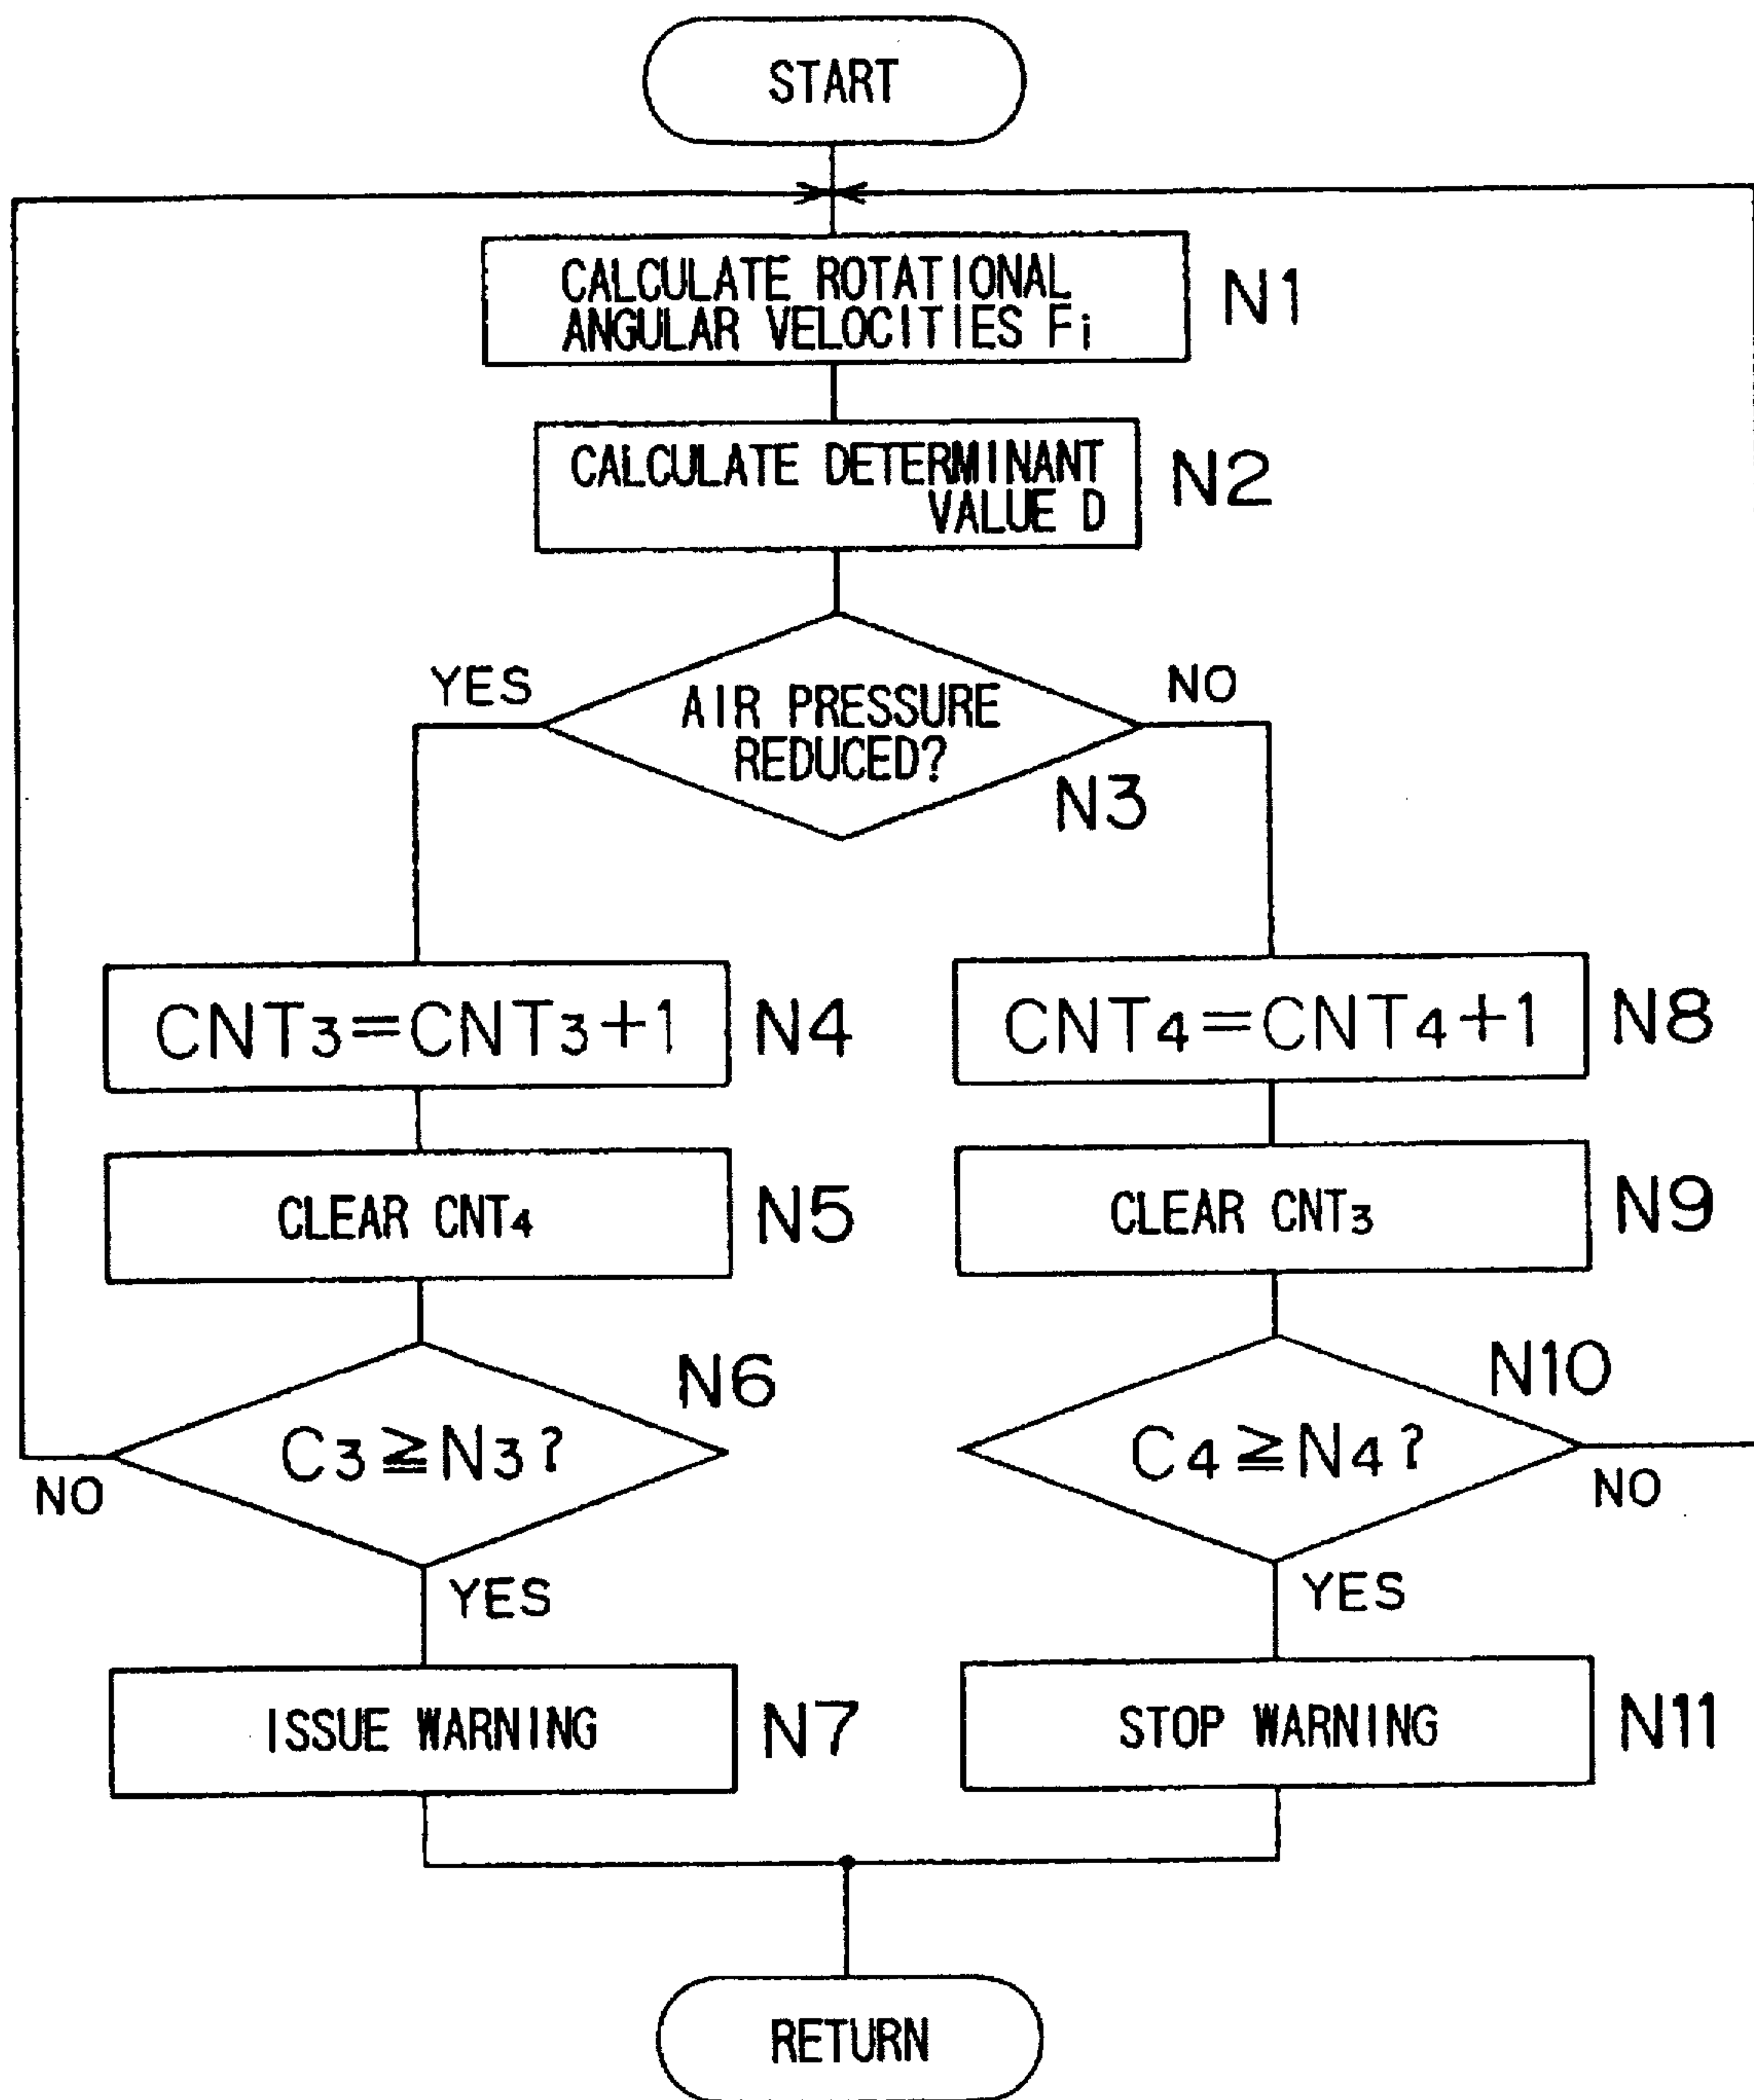 START
CALCULATE ROTATIONAL
ANGULAR VELOCITIES Fi
N1
CALCULATE DETERMINANT
VALUE D
N2
YES
NO
AIR PRESSURE
REDUCED?
N3
CNT3=CNT3+1
N4
CNT4=CNT4+1
N8
CLEAR CNT4
N5
CLEAR CNT3
N9
N6
N10
C3≧N3?
C4≧N4?
NO
NO
YES
YES
ISSUE WARNING
N7
STOP WARNING
N11
RETURN